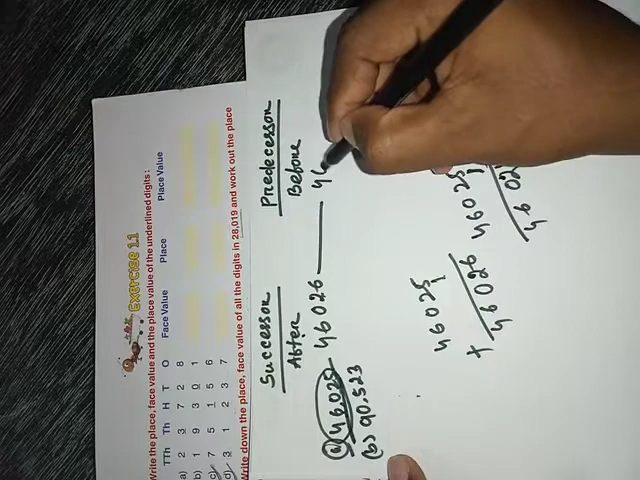 Exercise 1.1
Write the place, face value and the place value of the underlined digits :
TTh Th H T O Face Value Place Place Value
a) 2 3 7 2 8
b) 1 9 3 0 1
c) 7 5 1 5 6
d) 3 1 2 3 7
Write down the place, face value of all the digits in 28,019 and work out the place
Successor Predecessor
After Before
(a) 46025 46026 46
(b) 90,523
46025
+ 1
46026
46025
1
46 02